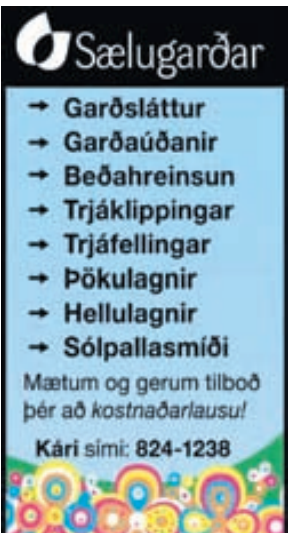 Sælugarðar
→ Garðsláttur
→ Garðaúðanir
→ Beðahreinsun
→ Trjáklippingar
→ Trjáfellingar
→ Þökulagnir
→ Hellulagnir
→ Sólpallasmíði
Mætum og gerum tilboð
þér að kostnaðarlausu!
Kári sími: 824-1238